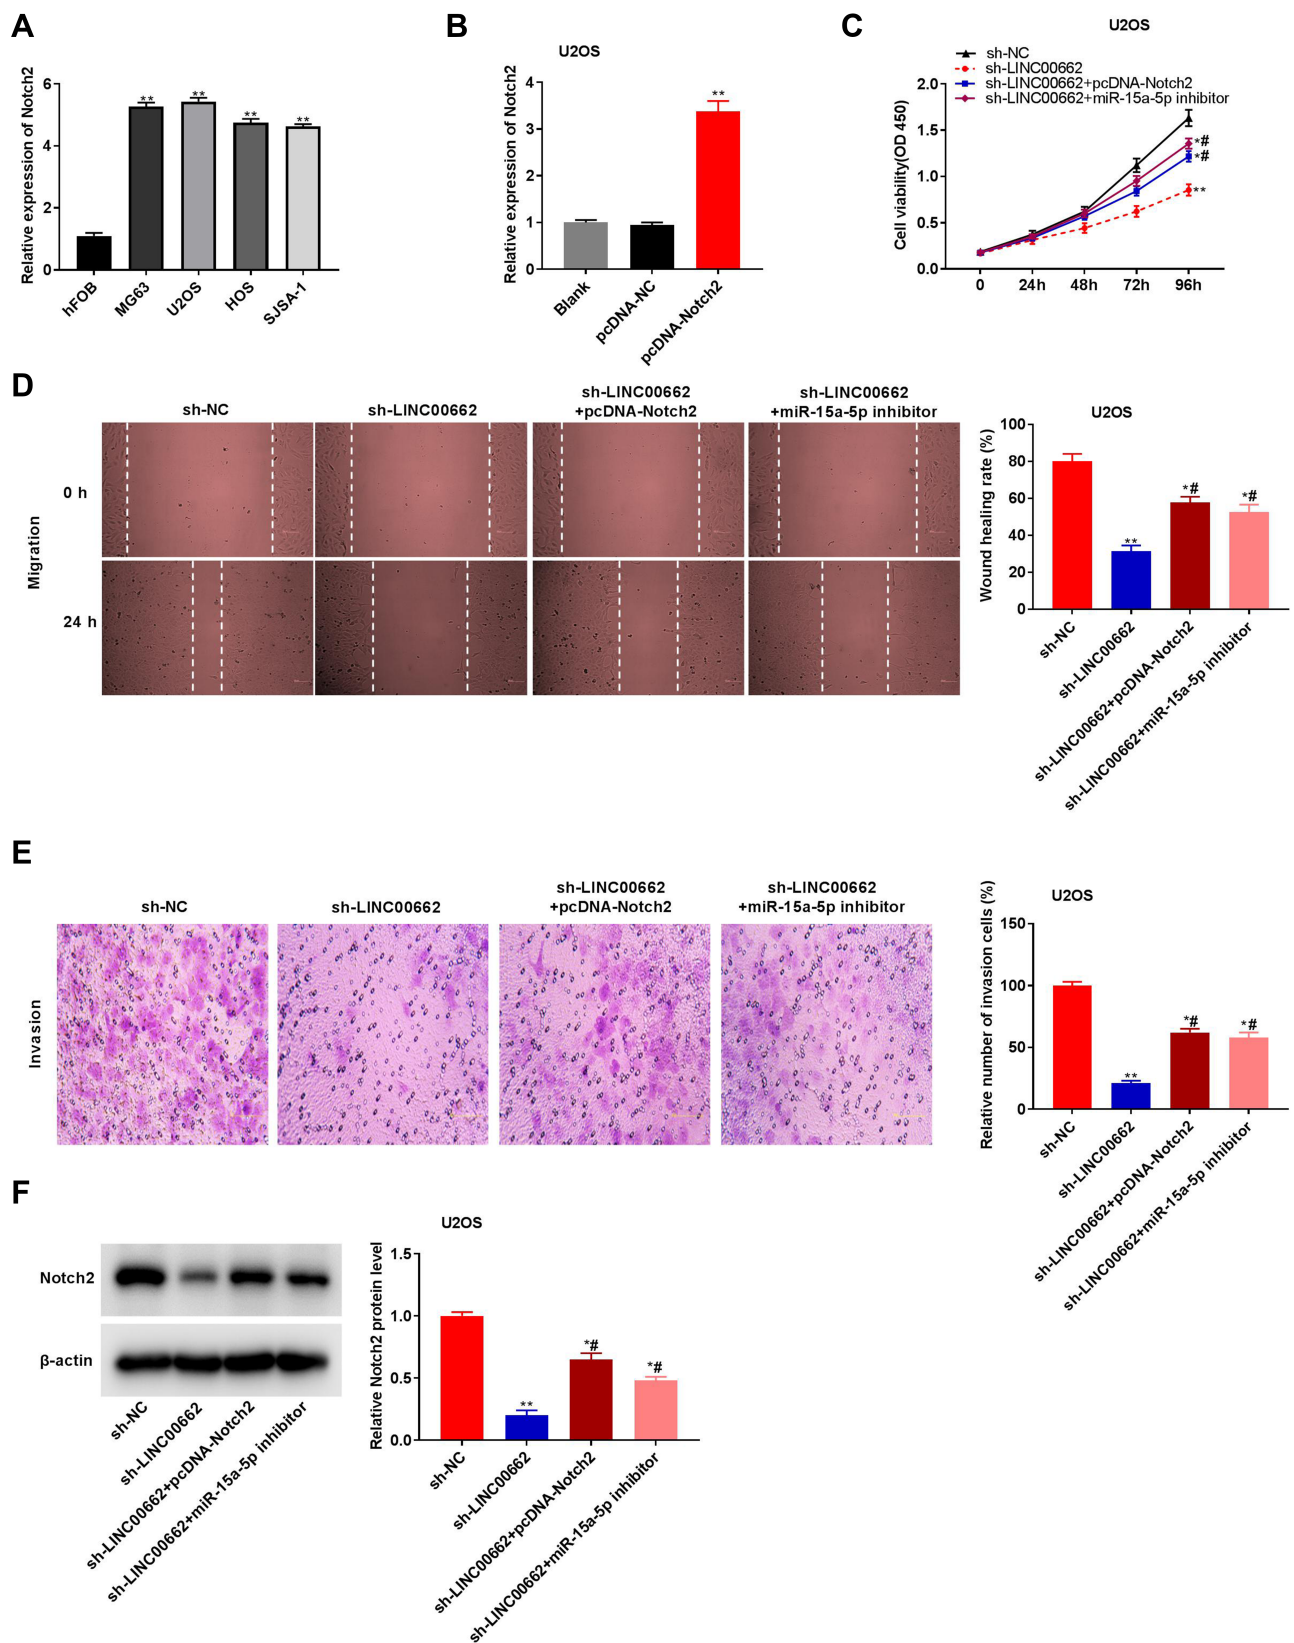 A
Relative expression of Notch2
6
4
2
0
**
**
**
**
hFOB
MG63
U2OS
HOS
SJSA-1
B
U2OS
Relative expression of Notch2
4
3
2
1
0
**
Blank
pcDNA-NC
pcDNA-Notch2
C
U2OS
sh-NC
sh-LINC00662
sh-LINC00662+pcDNA-Notch2
sh-LINC00662+miR-15a-5p inhibitor
Cell viability(OD 450)
2.0
1.5
1.0
0.5
0.0
*#
*#
**
0
24h
48h
72h
96h
D
Migration
sh-NC
sh-LINC00662
sh-LINC00662
+pcDNA-Notch2
sh-LINC00662
+miR-15a-5p inhibitor
0 h
24 h
U2OS
Wound healing rate (%)
100
80
60
40
20
0
**
*#
*#
sh-NC
sh-LINC00662
sh-LINC00662+pcDNA-Notch2
sh-LINC00662+miR-15a-5p inhibitor
E
Invasion
sh-NC
sh-LINC00662
sh-LINC00662
+pcDNA-Notch2
sh-LINC00662
+miR-15a-5p inhibitor
U2OS
Relative number of invasion cells (%)
150
100
50
0
**
*#
*#
sh-NC
sh-LINC00662
sh-LINC00662+pcDNA-Notch2
sh-LINC00662+miR-15a-5p inhibitor
F
Notch2
β-actin
sh-NC
sh-LINC00662
sh-LINC00662+pcDNA-Notch2
sh-LINC00662+miR-15a-5p inhibitor
U2OS
Relative Notch2 protein level
1.5
1.0
0.5
0.0
**
*#
*#
sh-NC
sh-LINC00662
sh-LINC00662+pcDNA-Notch2
sh-LINC00662+miR-15a-5p inhibitor